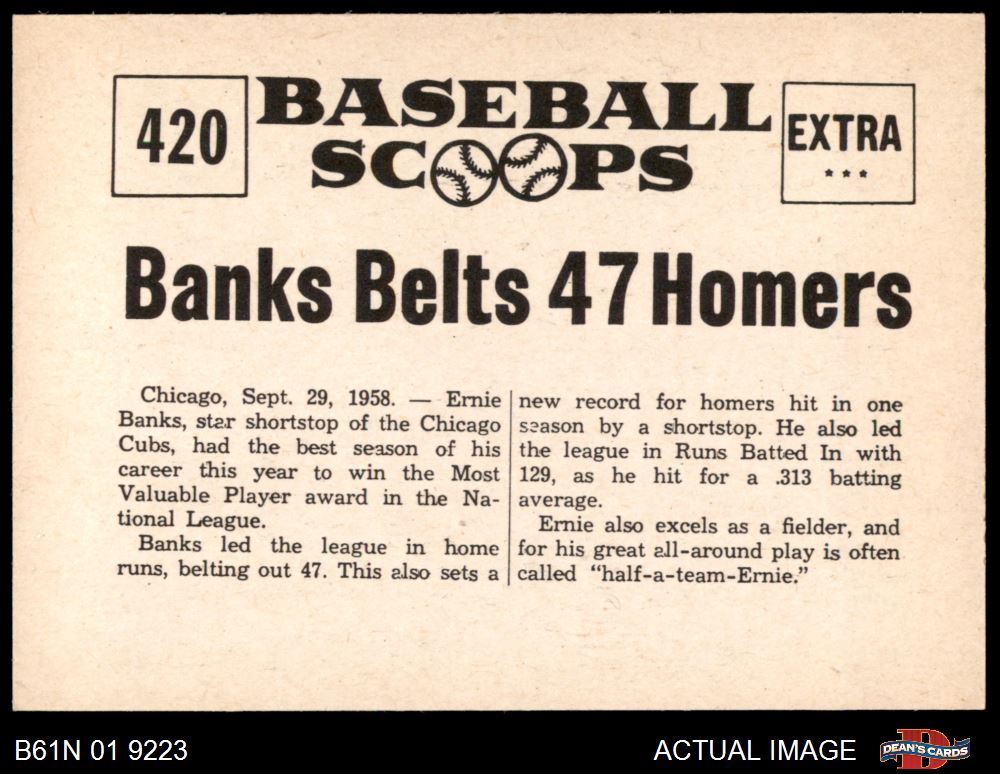 420
BASEBALL
SCOOPS
EXTRA
***
Banks Belts 47 Homers
Chicago, Sept. 29, 1958. — Ernie
Banks, star shortstop of the Chicago
Cubs, had the best season of his
career this year to win the Most
Valuable Player award in the Na-
tional League.
Banks led the league in home
runs, belting out 47. This also sets a
new record for homers hit in one
season by a shortstop. He also led
the league in Runs Batted In with
129, as he hit for a .313 batting
average.
Ernie also excels as a fielder, and
for his great all-around play is often
called “half-a-team-Ernie.”
B61N 01 9223
ACTUAL IMAGE
DEAN'S CARDS